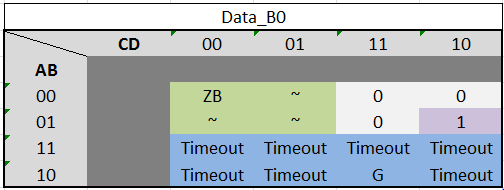 Data_B0
CD 00 01 11 10
AB
00 ZB ~ 0 0
01 ~ ~ 0 1
11 Timeout Timeout Timeout Timeout
10 Timeout Timeout G Timeout